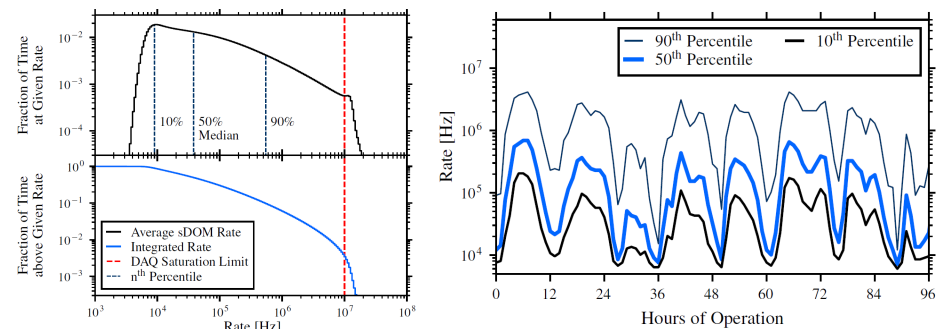 Fraction of Time
at Given Rate
10⁻²
10⁻³
10⁻⁴
10%
50%
Median
90%
Fraction of Time
above Given Rate
10⁰
10⁻¹
10⁻²
10⁻³
Average sDOM Rate
Integrated Rate
DAQ Saturation Limit
nᵗʰ Percentile
10³
10⁴
10⁵
10⁶
10⁷
10⁸
Rate [Hz]
Rate [Hz]
10⁷
10⁶
10⁵
10⁴
90ᵗʰ Percentile
50ᵗʰ Percentile
10ᵗʰ Percentile
0 12 24 36 48 60 72 84 96
Hours of Operation